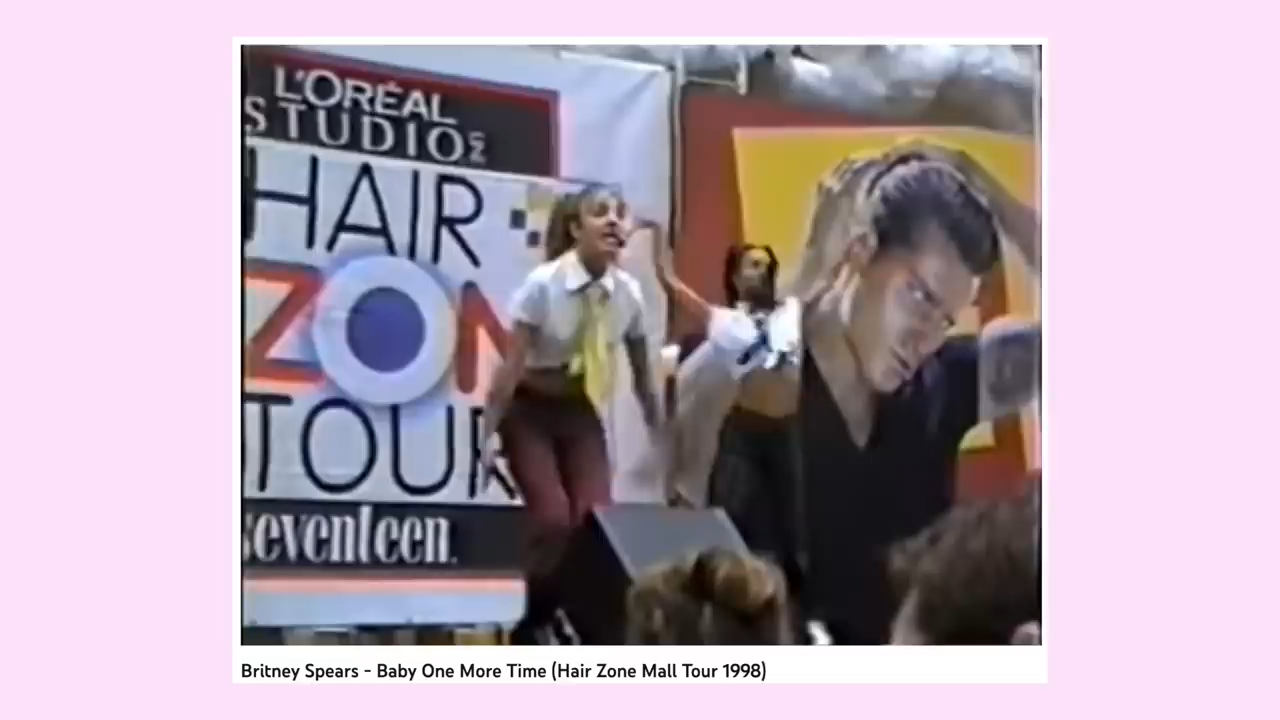 L'ORÉAL
STUDIO
HAIR
ZON
TOUR
seventeen.
Britney Spears - Baby One More Time (Hair Zone Mall Tour 1998)